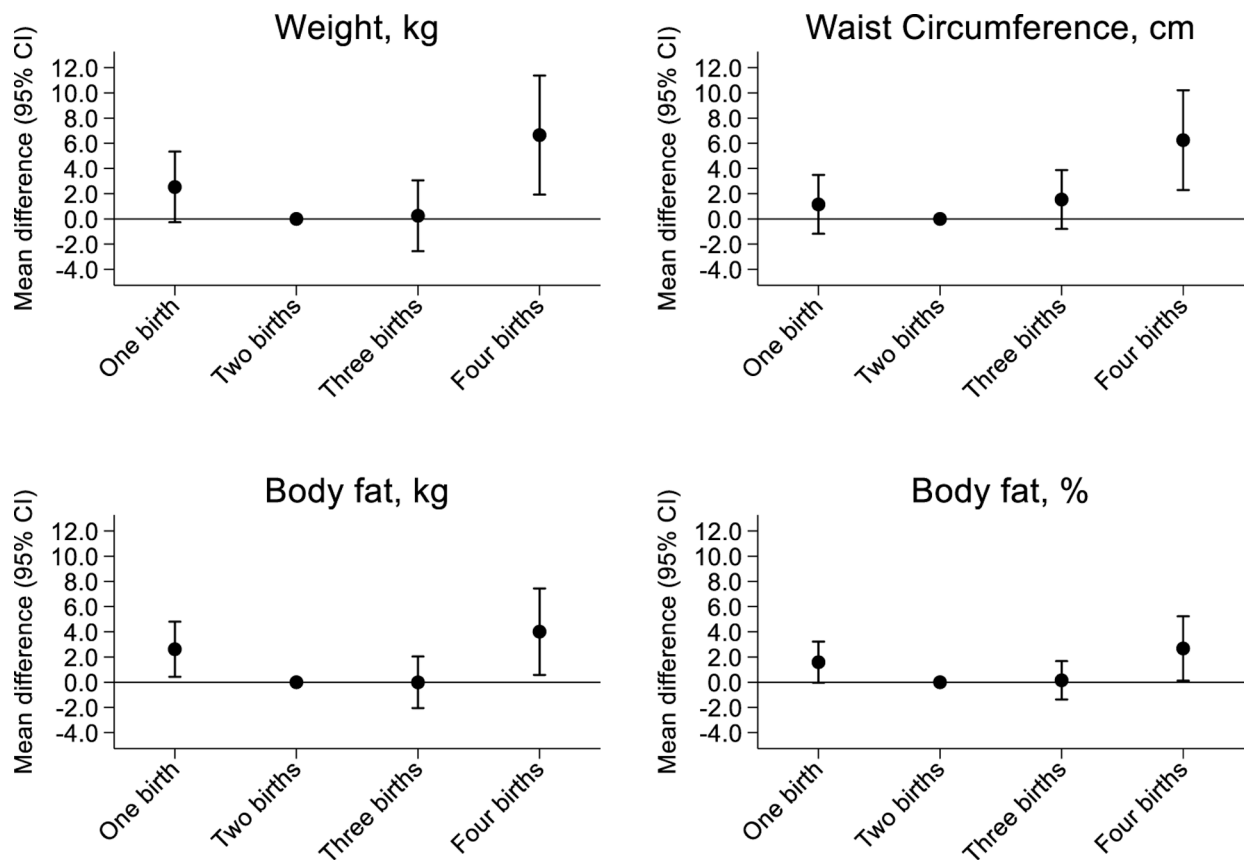 Weight, kg
Mean difference (95% CI)
12.0
10.0
8.0
6.0
4.0
2.0
0.0
-2.0
-4.0
One birth
Two births
Three births
Four births
Waist Circumference, cm
Mean difference (95% CI)
12.0
10.0
8.0
6.0
4.0
2.0
0.0
-2.0
-4.0
One birth
Two births
Three births
Four births
Body fat, kg
Mean difference (95% CI)
12.0
10.0
8.0
6.0
4.0
2.0
0.0
-2.0
-4.0
One birth
Two births
Three births
Four births
Body fat, %
Mean difference (95% CI)
12.0
10.0
8.0
6.0
4.0
2.0
0.0
-2.0
-4.0
One birth
Two births
Three births
Four births